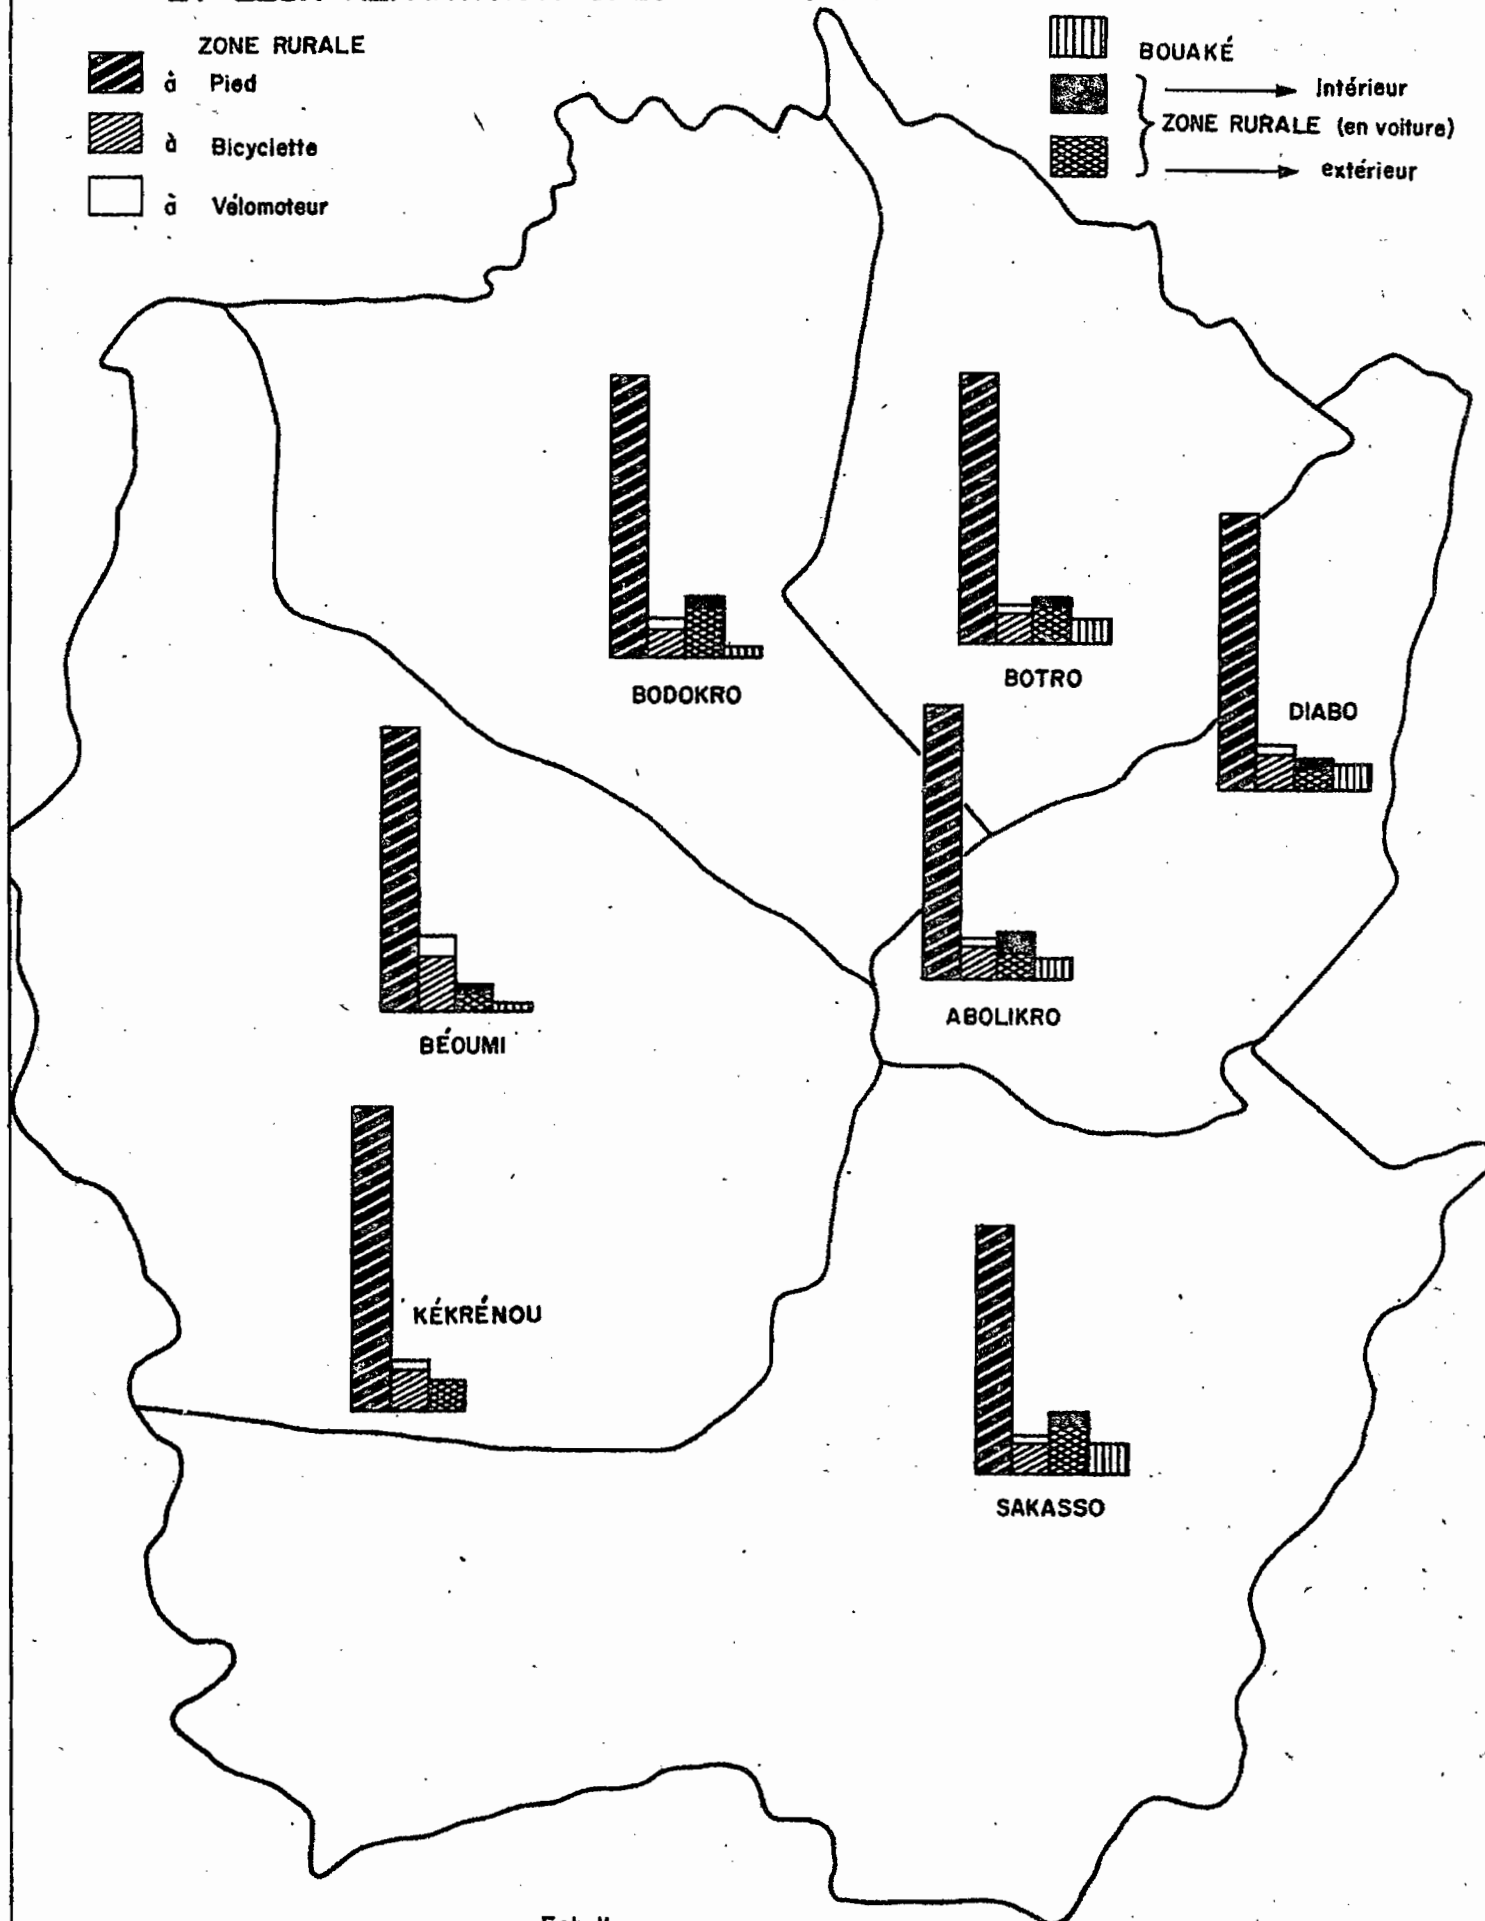 ZONE RURALE
à Pied
à Bicyclette
à Vélomoteur
BOUAKÉ
Intérieur
ZONE RURALE (en voiture)
extérieur
BODOKRO
BOTRO
DIABO
BÉOUMI
ABOLIKRO
KÉKRÉNOU
SAKASSO